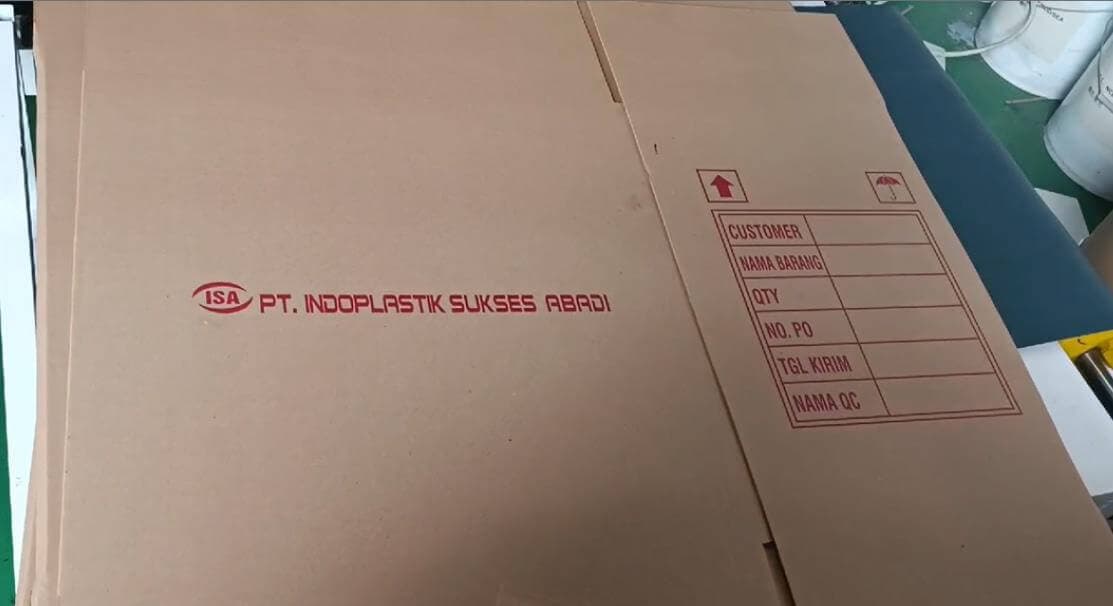 ISA PT. INDOPLASTIK SUKSES ABADI
CUSTOMER
NAMA BARANG
QTY
NO. PO
TGL KIRIM
NAMA QC